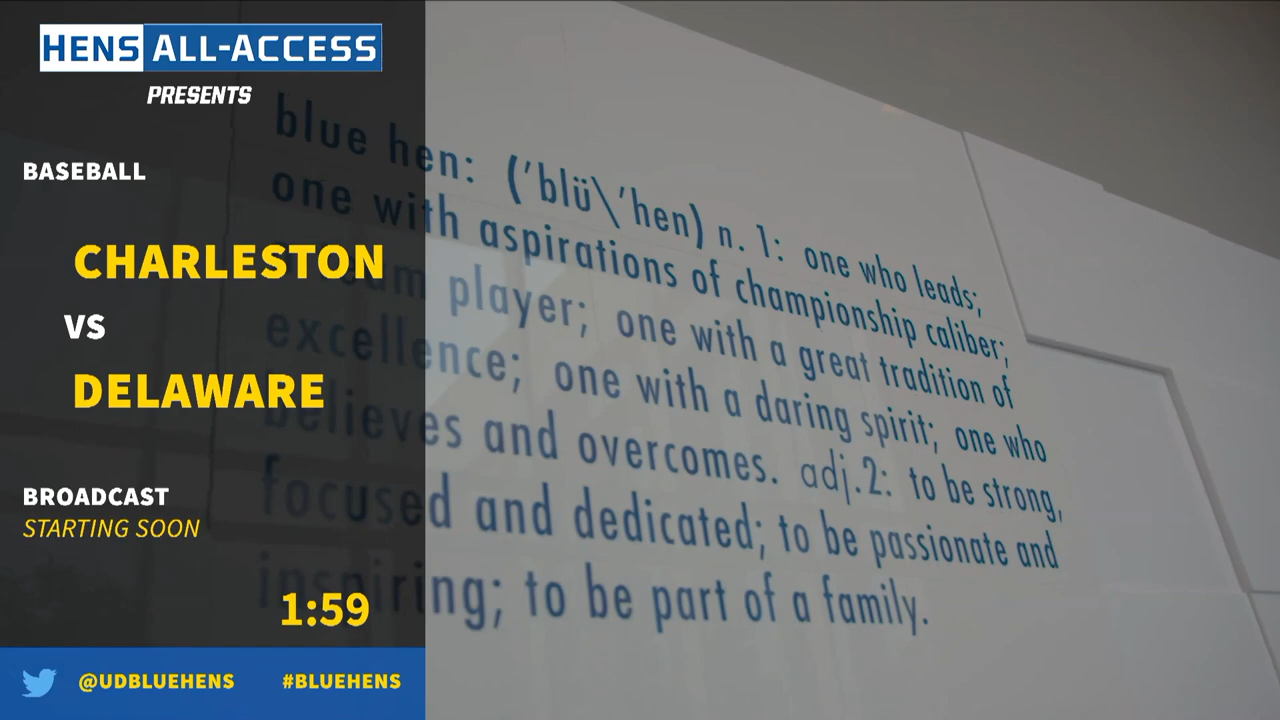 HENS ALL-ACCESS
PRESENTS
BASEBALL
CHARLESTON
VS
DELAWARE
BROADCAST
STARTING SOON
1:59
@UDBLUEHENS #BLUEHENS
blue hen: ('blü\'hen) n. 1: one who leads;
one with aspirations of championship caliber;
team player; one with a great tradition of
excellence; one with a daring spirit; one who
believes and overcomes. adj.2: to be strong,
focused and dedicated; to be passionate and
inspiring; to be part of a family.